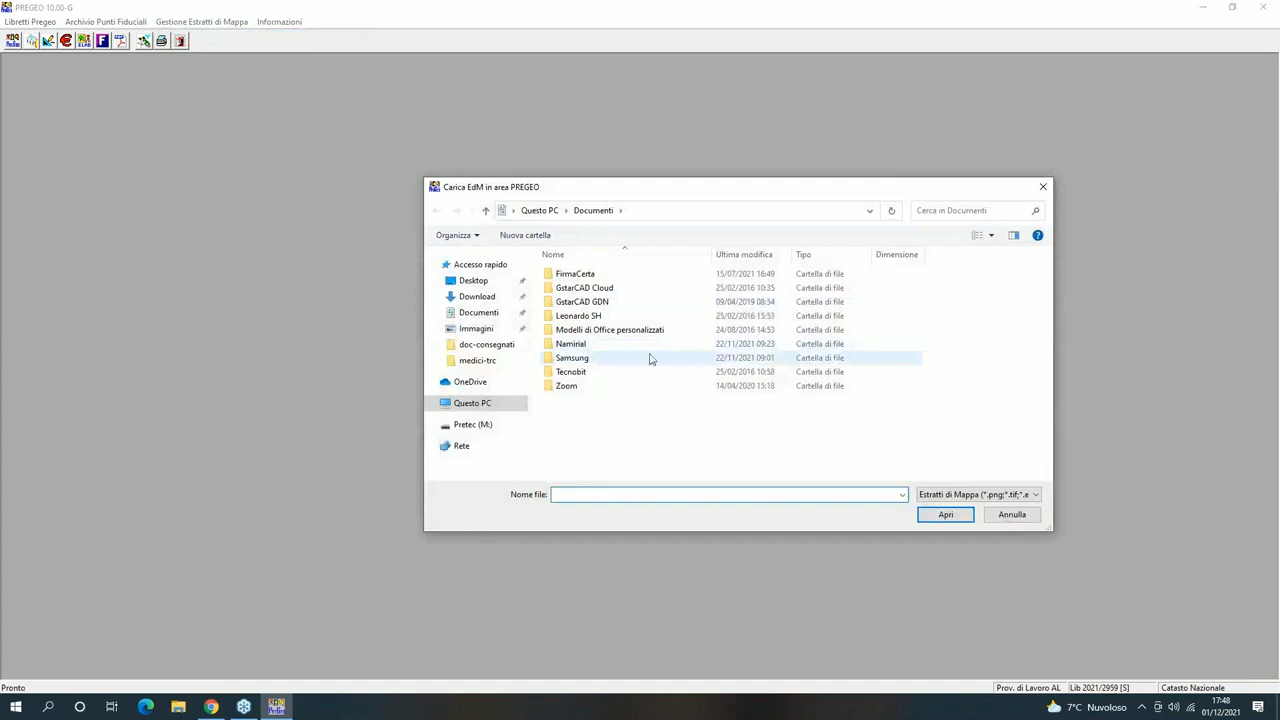 PREGEO 10.00-G
Libretti Pregeo Archivio Punti Fiduciali Gestione Estratti di Mappa Informazioni
Carica EdM in area PREGEO
Questo PC Documenti Cerca in Documenti
Organizza Nuova cartella
Nome Ultima modifica Tipo Dimensione
Accesso rapido
Desktop
Download
Documenti
Immagini
doc-consegnati
medici-trc
OneDrive
Questo PC
Pretec (M:)
Rete
FirmaCerta 15/07/2021 16:49 Cartella di file
GstarCAD Cloud 25/02/2016 10:35 Cartella di file
GstarCAD GDN 09/04/2019 08:54 Cartella di file
Leonardo SH 25/02/2016 15:53 Cartella di file
Modelli di Office personalizzati 24/08/2016 14:53 Cartella di file
Namirial 22/11/2021 09:23 Cartella di file
Samsung 22/11/2021 09:01 Cartella di file
Tecnobit 25/02/2016 10:58 Cartella di file
Zoom 14/04/2020 15:18 Cartella di file
Nome file: Estratti di Mappa (*.png;*.tif;*.e
Apri Annulla
Pronto Prov. di Lavoro AL Lib 2021/2959 [S] Catasto Nazionale
7°C Nuvoloso 17:48
01/12/2021